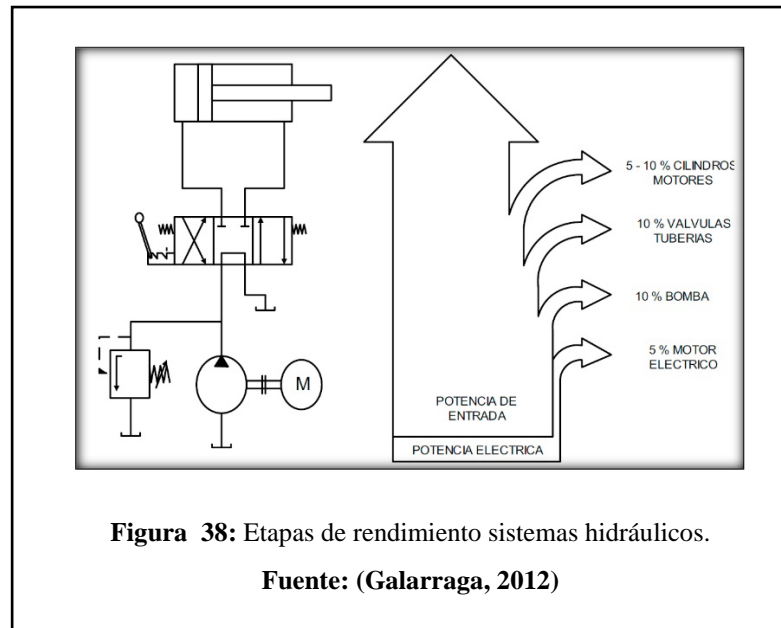 5 - 10 % CILINDROS
MOTORES
10 % VALVULAS
TUBERIAS
10 % BOMBA
5 % MOTOR
ELECTRICO
M
POTENCIA DE
ENTRADA
POTENCIA ELECTRICA
Figura 38: Etapas de rendimiento sistemas hidráulicos.
Fuente: (Galarraga, 2012)